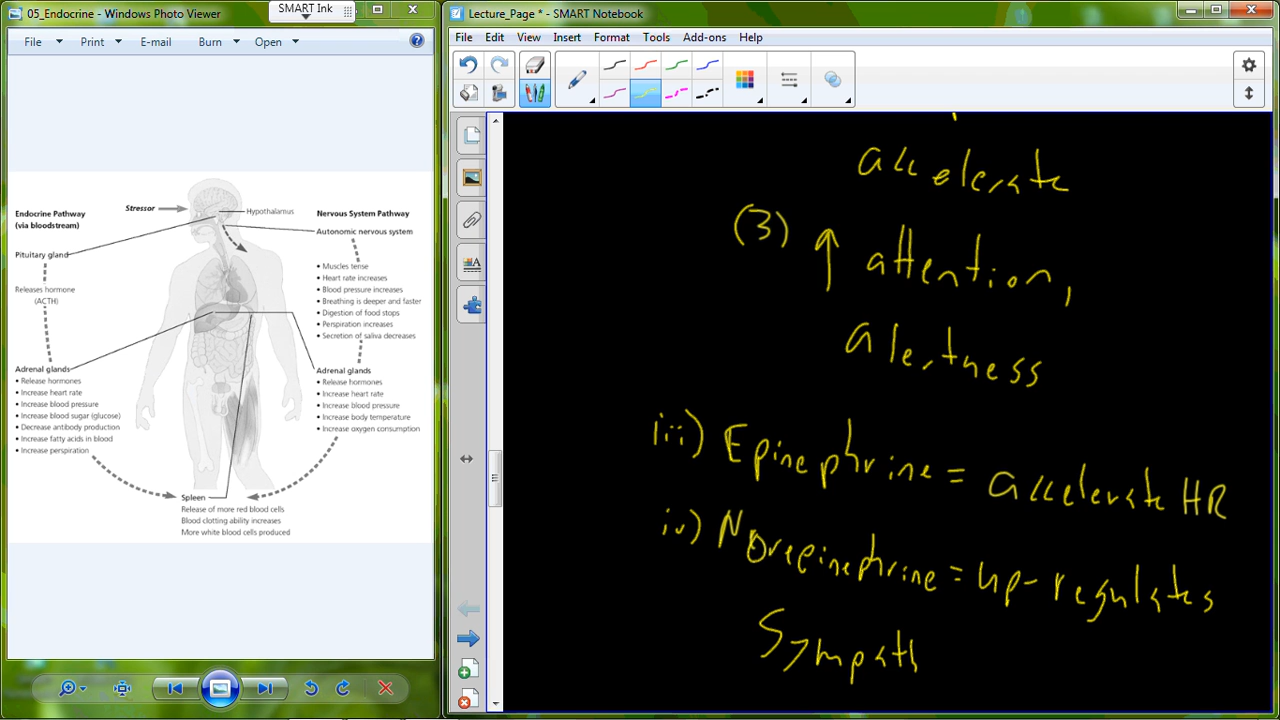 05_Endocrine - Windows Photo Viewer
SMART Ink
File Print E-mail Burn Open
Stressor
Hypothalamus
Endocrine Pathway
(via bloodstream)
Pituitary gland
Releases hormone
(ACTH)
Adrenal glands
• Release hormones
• Increase heart rate
• Increase blood pressure
• Increase blood sugar (glucose)
• Decrease antibody production
• Increase fatty acids in blood
• Increase perspiration
Nervous System Pathway
Autonomic nervous system
• Muscles tense
• Heart rate increases
• Blood pressure increases
• Breathing is deeper and faster
• Digestion of food stops
• Perspiration increases
• Secretion of saliva decreases
Adrenal glands
• Release hormones
• Increase heart rate
• Increase blood pressure
• Increase body temperature
• Increase oxygen consumption
Spleen
Release of more red blood cells
Blood clotting ability increases
More white blood cells produced
Lecture_Page * - SMART Notebook
File Edit View Insert Format Tools Add-ons Help
accelerate
(3) ↑ attention,
alertness
iii) Epinephrine = accelerate HR
iv) Norepinephrine = up-regulates
Sympath